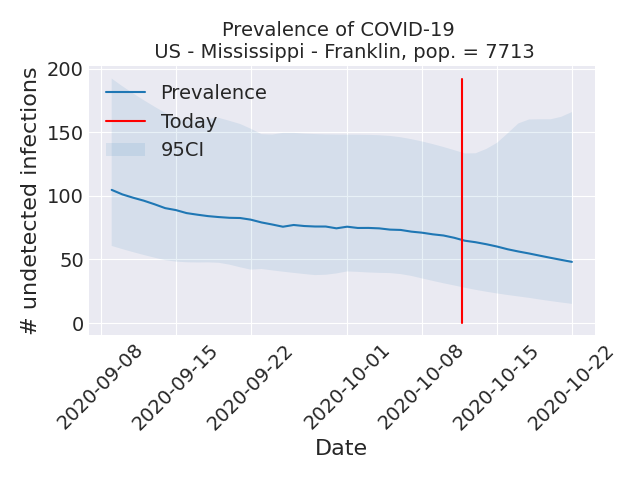 Prevalence of COVID-19
US - Mississippi - Franklin, pop. = 7713
# undetected infections
200
150
100
50
0
Prevalence
Today
95CI
2020-09-08
2020-09-15
2020-09-22
2020-10-01
2020-10-08
2020-10-15
2020-10-22
Date